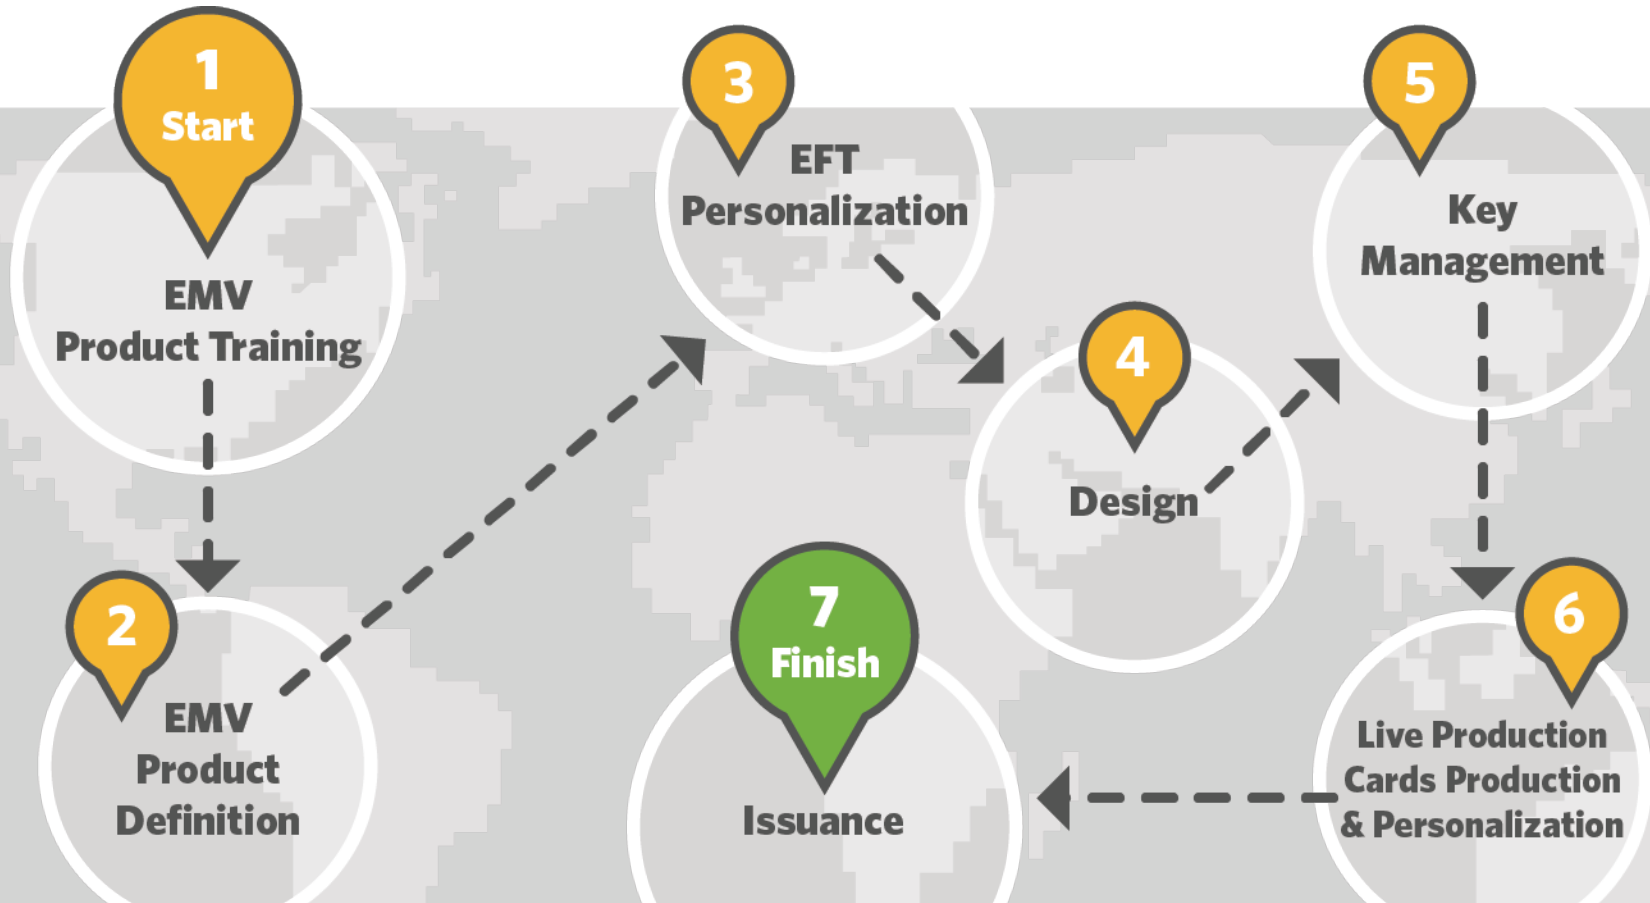 1
Start
EMV
Product Training
2
EMV
Product
Definition
3
EFT
Personalization
4
Design
5
Key
Management
6
Live Production
Cards Production
& Personalization
7
Finish
Issuance